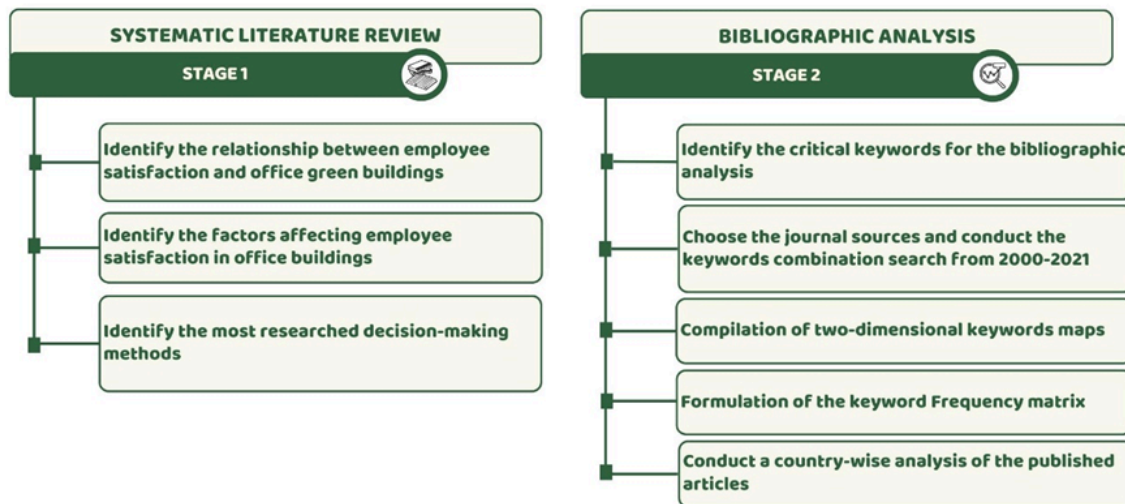 SYSTEMATIC LITERATURE REVIEW
STAGE 1
Identify the relationship between employee
satisfaction and office green buildings
Identify the factors affecting employee
satisfaction in office buildings
Identify the most researched decision-making
methods
BIBLIOGRAPHIC ANALYSIS
STAGE 2
Identify the critical keywords for the bibliographic
analysis
Choose the journal sources and conduct the
keywords combination search from 2000-2021
Compilation of two-dimensional keywords maps
Formulation of the keyword Frequency matrix
Conduct a country-wise analysis of the published
articles